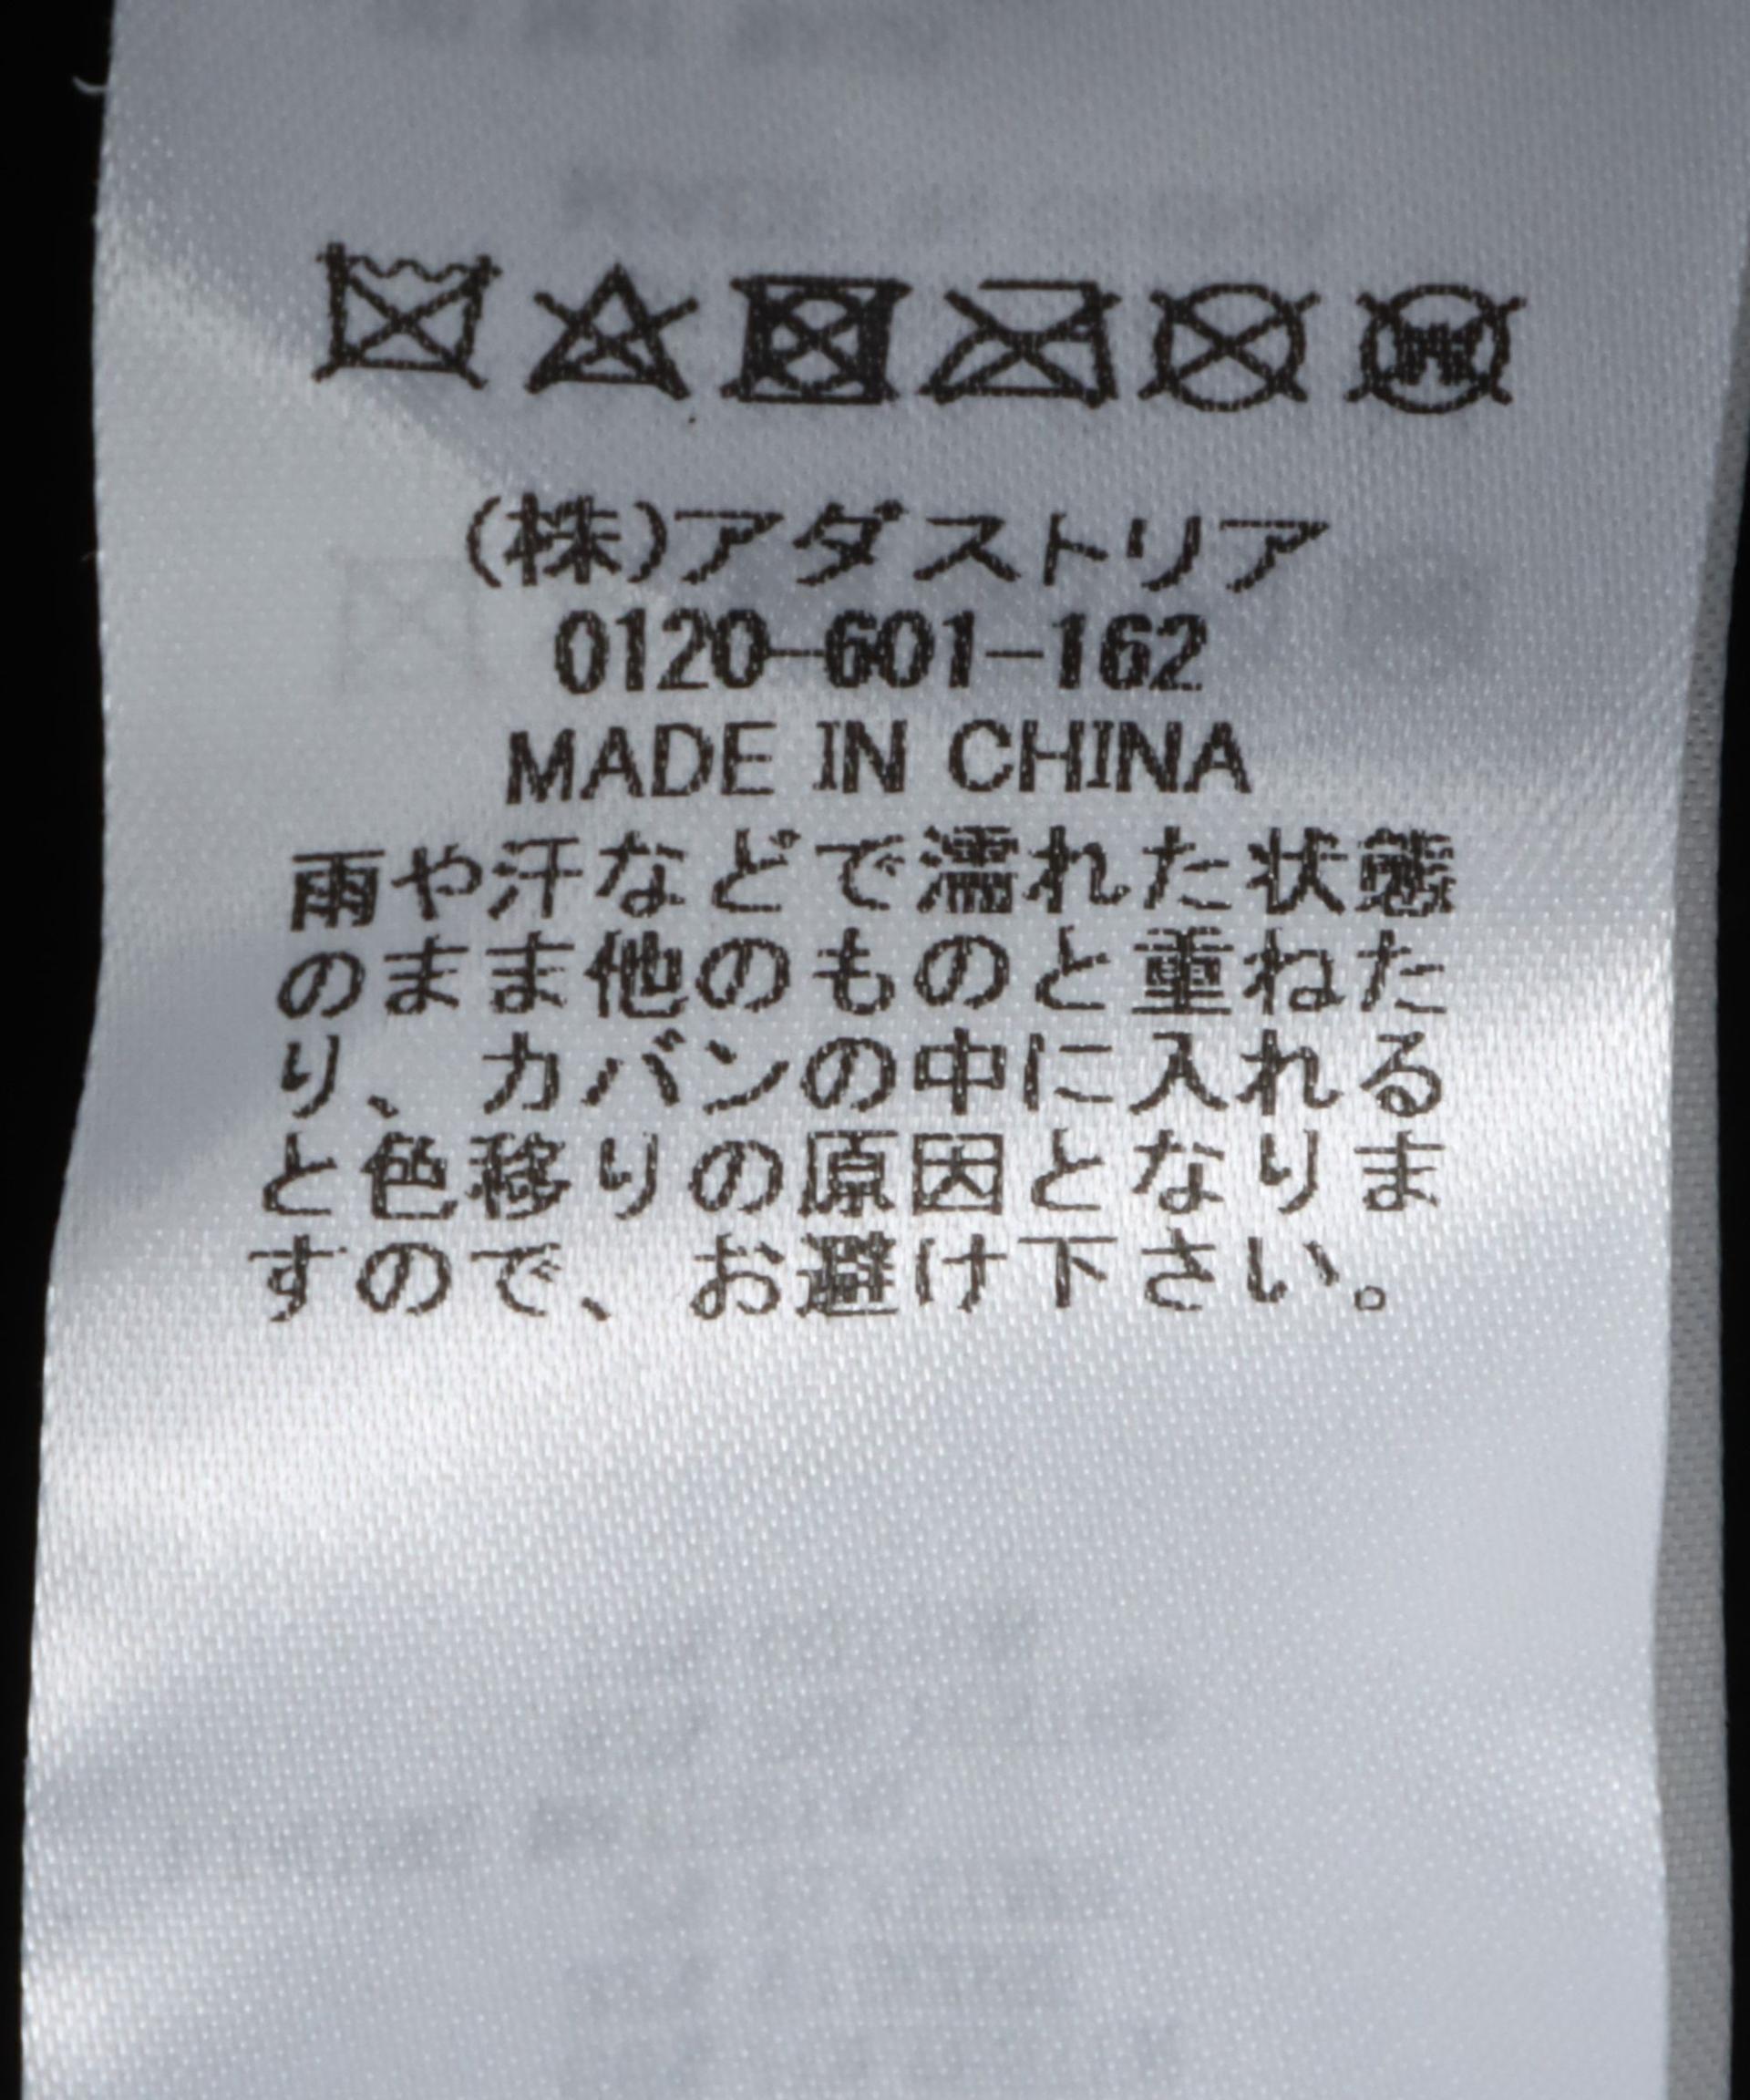 (株)アダストリア
0120-601-162
MADE IN CHINA
雨や汗などで濡れた状態
のまま他のものと重ねた
り、カバンの中に入れる
と色移りの原因となりま
すので、お避け下さい。